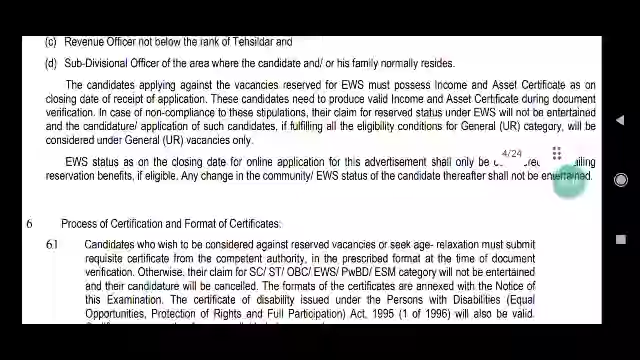 (c) Revenue Officer not below the rank of Tehsildar and
(d) Sub-Divisional Officer of the area where the candidate and/ or his family normally resides.
The candidates applying against the vacancies reserved for EWS must possess Income and Asset Certificate as on
closing date of receipt of application. These candidates need to produce valid Income and Asset Certificate during document
verification. In case of non-compliance to these stipulations, their claim for reserved status under EWS will not be entertained
and the candidature/ application of such candidates, if fulfilling all the eligibility conditions for General (UR) category, will be
considered under General (UR) vacancies only.
4/24
EWS status as on the closing date for online application for this advertisement shall only be
reservation benefits, if eligible. Any change in the community/ EWS status of the candidate thereafter shall not be entertained.
6 Process of Certification and Format of Certificates:
6.1 Candidates who wish to be considered against reserved vacancies or seek age- relaxation must submit
requisite certificate from the competent authority, in the prescribed format at the time of document
verification. Otherwise, their claim for SC/ ST/ OBC/ EWS/ PwBD/ ESM category will not be entertained
and their candidature will be cancelled. The formats of the certificates are annexed with the Notice of
this Examination. The certificate of disability issued under the Persons with Disabilities (Equal
Opportunities, Protection of Rights and Full Participation) Act, 1995 (1 of 1996) will also be valid.